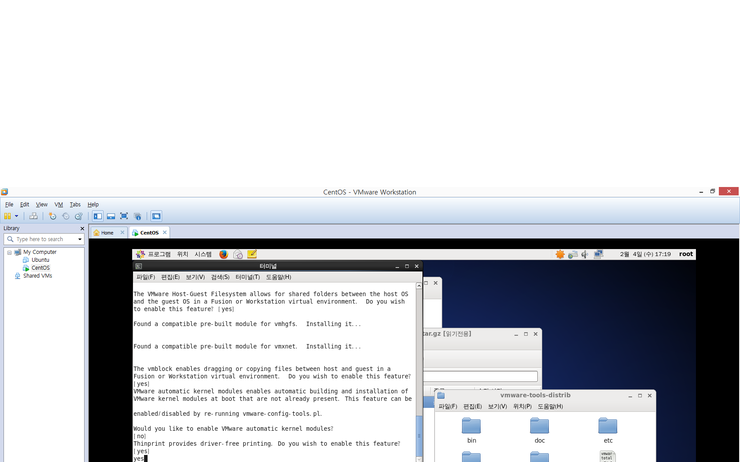 CentOS - VMware Workstation
File Edit View VM Tabs Help
Library
Type here to search
My Computer
Ubuntu
CentOS
Shared VMs
Home
CentOS
프로그램 위치 시스템
2월 4일 (수) 17:19 root
터미널
파일(F) 편집(E) 보기(V) 검색(S) 터미널(T) 도움말(H)
The VMware Host-Guest Filesystem allows for shared folders between the host OS
and the guest OS in a Fusion or Workstation virtual environment. Do you wish
to enable this feature? [yes]
Found a compatible pre-built module for vmhgfs. Installing it...
Found a compatible pre-built module for vmxnet. Installing it...
The vmblock enables dragging or copying files between host and guest in a
Fusion or Workstation virtual environment. Do you wish to enable this feature?
[yes]
VMware automatic kernel modules enables automatic building and installation of
VMware kernel modules at boot that are not already present. This feature can be
enabled/disabled by re-running vmware-config-tools.pl.
Would you like to enable VMware automatic kernel modules?
[no]
Thinprint provides driver-free printing. Do you wish to enable this feature?
[yes]
yes
tar.gz [읽기전용]
vmware-tools-distrib
파일(F) 편집(E) 보기(V) 위치(P) 도움말(H)
bin
doc
etc